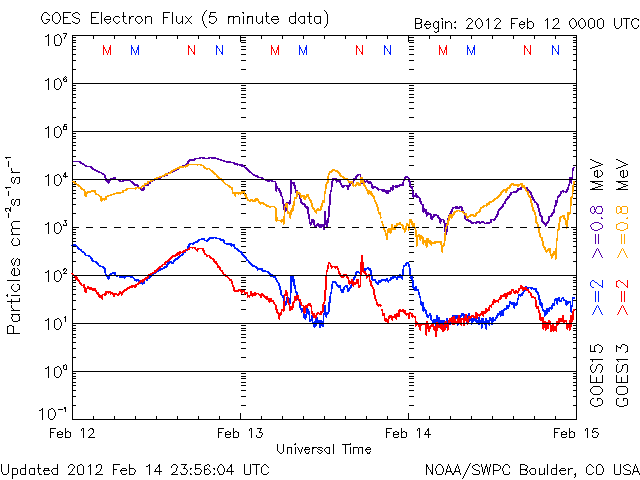 GOES Electron Flux (5 minute data)
Begin: 2012 Feb 12 0000 UTC
10⁷
M M N N M M N N M M N N
10⁶
10⁵
10⁴
10³
10²
10¹
10⁰
10⁻¹
Particles cm⁻²s⁻¹sr⁻¹
Feb 12 Feb 13 Feb 14 Feb 15
Universal Time
GOES15 >=2 >=0.8 MeV
GOES13 >=2 >=0.8 MeV
Updated 2012 Feb 14 23:56:04 UTC
NOAA/SWPC Boulder, CO USA